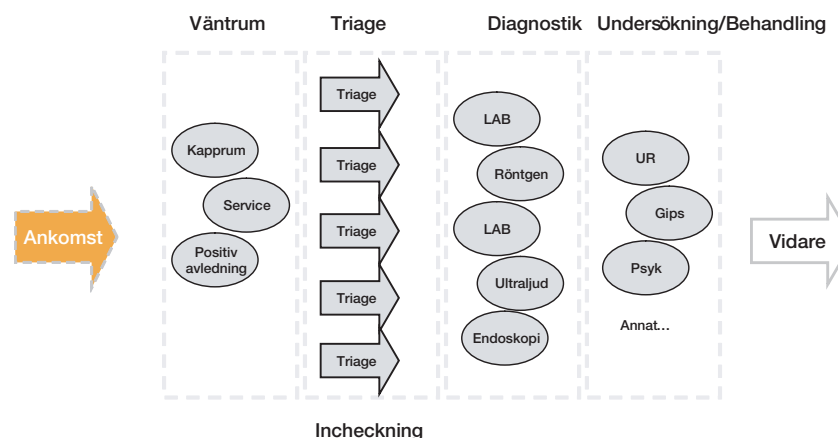 Väntrum
Triage
Diagnostik
Undersökning/Behandling
Ankomst
Kapprum
Service
Positiv
avledning
Triage
Triage
Triage
Triage
Triage
LAB
Röntgen
LAB
Ultraljud
Endoskopi
UR
Gips
Psyk
Annat...
Vidare
Incheckning